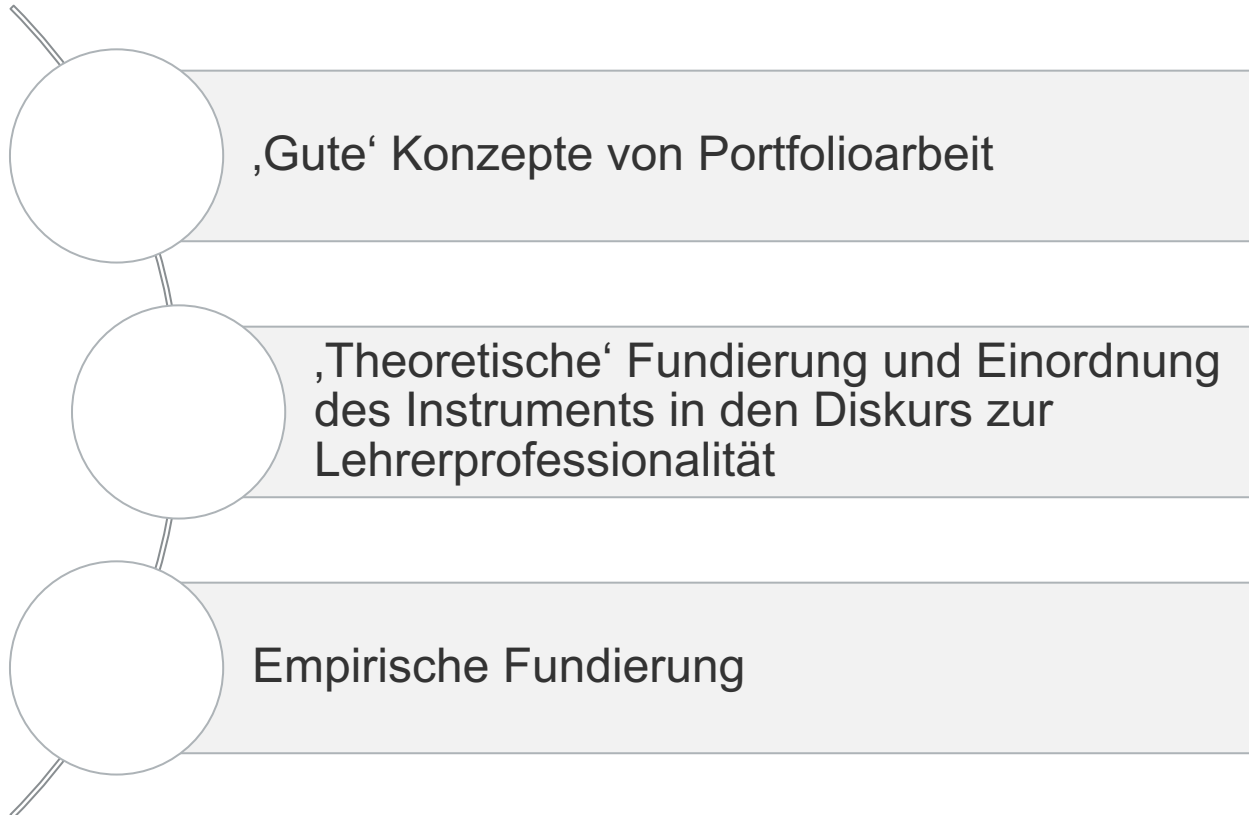 ‚Gute‘ Konzepte von Portfolioarbeit
‚Theoretische‘ Fundierung und Einordnung
des Instruments in den Diskurs zur
Lehrerprofessionalität
Empirische Fundierung